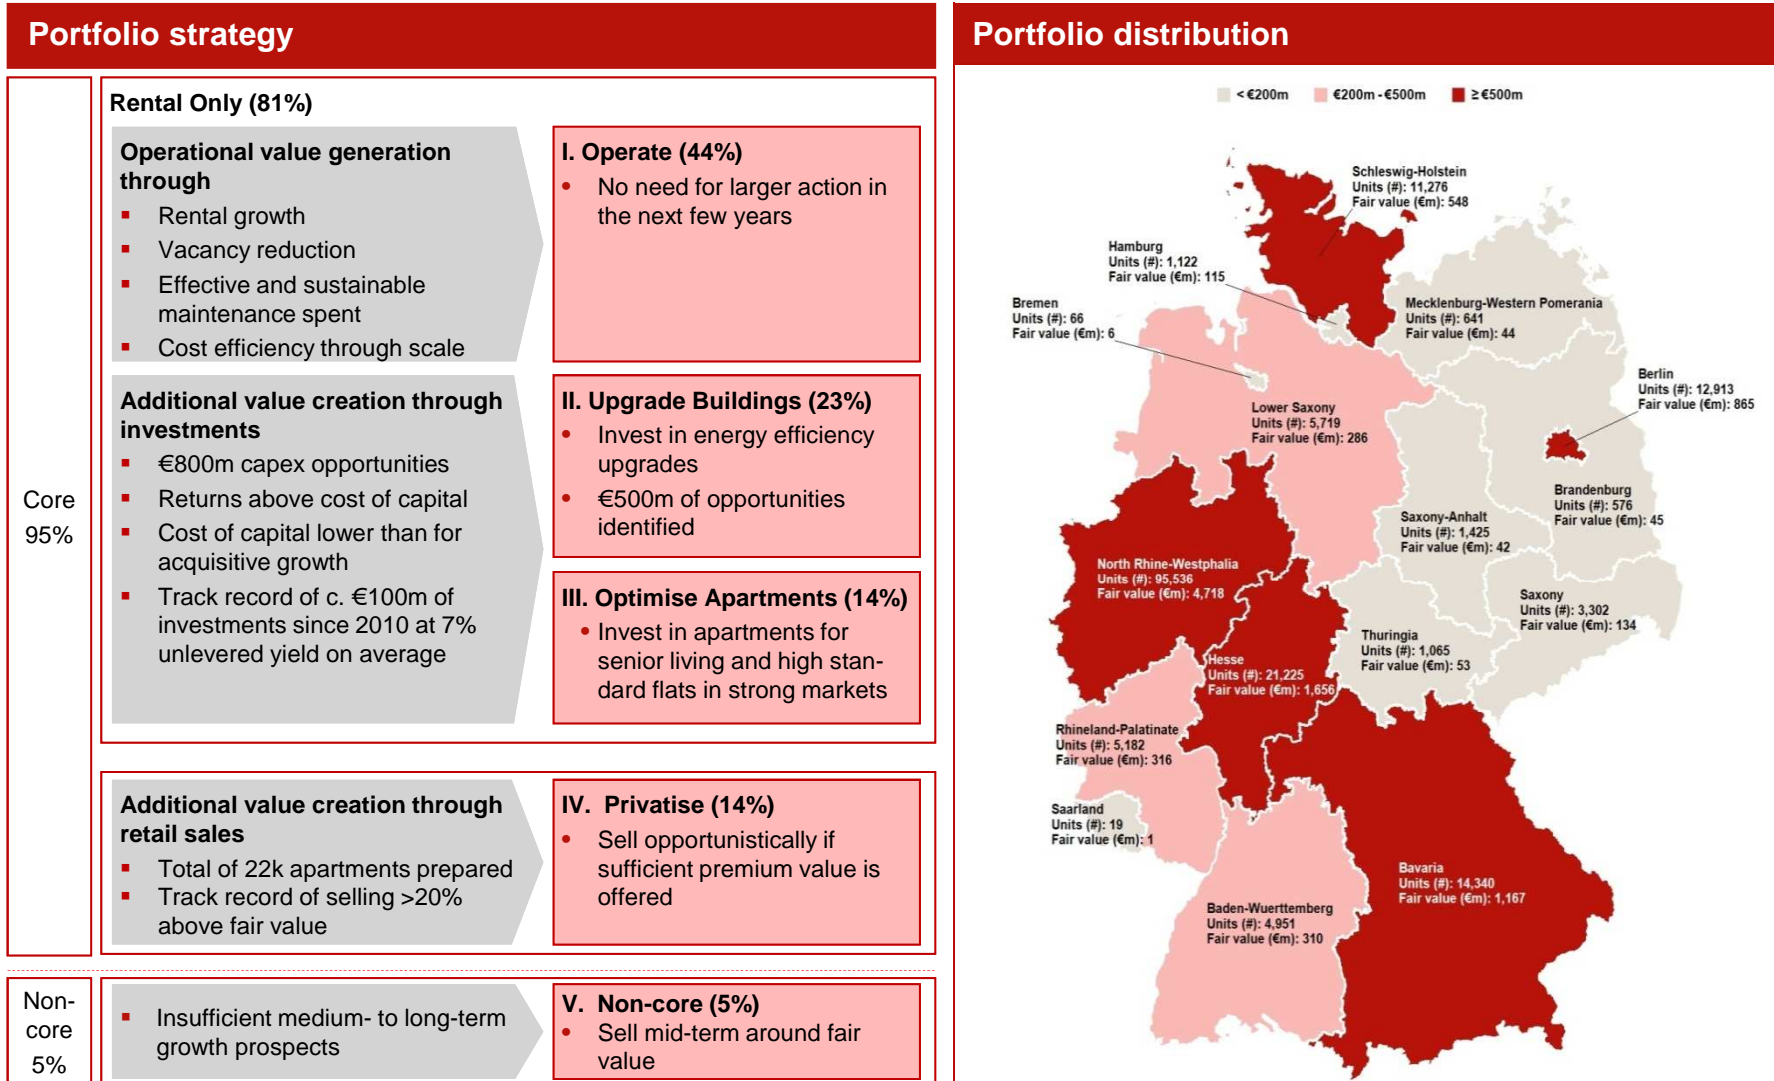 Portfolio strategy
Core
95%
Rental Only (81%)
Operational value generation
through
▪ Rental growth
▪ Vacancy reduction
▪ Effective and sustainable
maintenance spent
▪ Cost efficiency through scale
I. Operate (44%)
• No need for larger action in
the next few years
Additional value creation through
investments
▪ €800m capex opportunities
▪ Returns above cost of capital
▪ Cost of capital lower than for
acquisitive growth
▪ Track record of c. €100m of
investments since 2010 at 7%
unlevered yield on average
II. Upgrade Buildings (23%)
• Invest in energy efficiency
upgrades
• €500m of opportunities
identified
III. Optimise Apartments (14%)
• Invest in apartments for
senior living and high stan-
dard flats in strong markets
Additional value creation through
retail sales
▪ Total of 22k apartments prepared
▪ Track record of selling >20%
above fair value
IV. Privatise (14%)
• Sell opportunistically if
sufficient premium value is
offered
Non-
core
5%
▪ Insufficient medium- to long-term
growth prospects
V. Non-core (5%)
• Sell mid-term around fair
value
Portfolio distribution
< €200m €200m - €500m ≥ €500m
Schleswig-Holstein
Units (#): 11,276
Fair value (€m): 548
Hamburg
Units (#): 1,122
Fair value (€m): 115
Bremen
Units (#): 66
Fair value (€m): 6
Mecklenburg-Western Pomerania
Units (#): 641
Fair value (€m): 44
Berlin
Units (#): 12,913
Fair value (€m): 865
Lower Saxony
Units (#): 5,719
Fair value (€m): 286
Brandenburg
Units (#): 576
Fair value (€m): 45
Saxony-Anhalt
Units (#): 1,425
Fair value (€m): 42
North Rhine-Westphalia
Units (#): 95,536
Fair value (€m): 4,718
Saxony
Units (#): 3,302
Fair value (€m): 134
Thuringia
Units (#): 1,065
Fair value (€m): 53
Hesse
Units (#): 21,225
Fair value (€m): 1,656
Rhineland-Palatinate
Units (#): 5,182
Fair value (€m): 316
Saarland
Units (#): 19
Fair value (€m): 1
Bavaria
Units (#): 14,340
Fair value (€m): 1,167
Baden-Wuerttemberg
Units (#): 4,951
Fair value (€m): 310